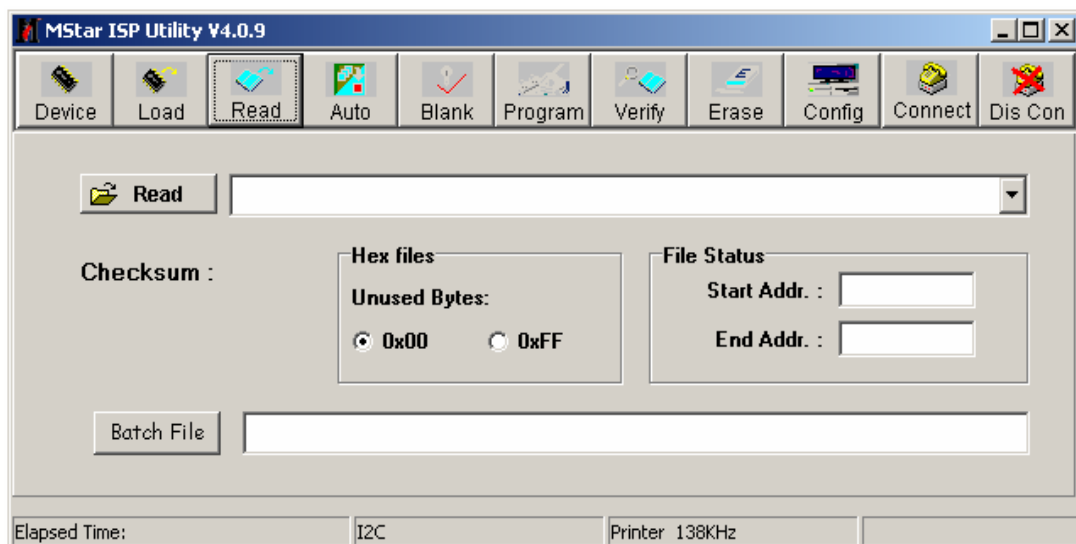 MStar ISP Utility V4.0.9
Device Load Read Auto Blank Program Verify Erase Config Connect Dis Con
Read
Checksum :
Hex files
Unused Bytes:
0x00 0xFF
File Status
Start Addr. :
End Addr. :
Batch File
Elapsed Time: I2C Printer 138KHz